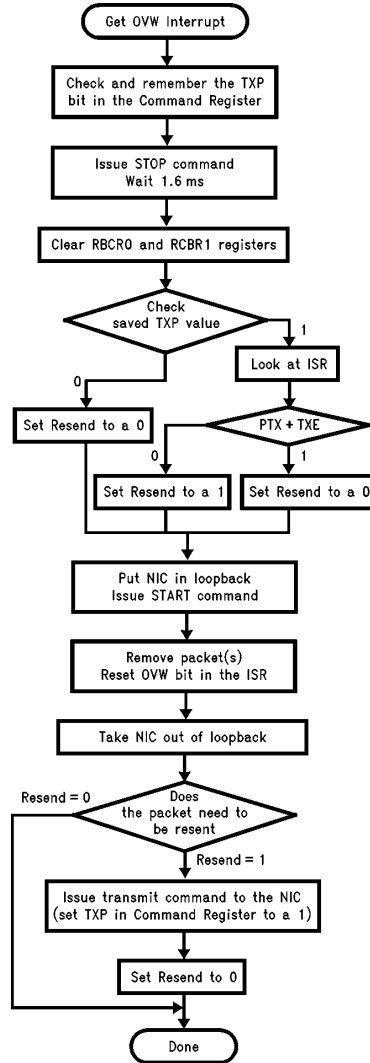 Get OVW Interrupt
Check and remember the TXP
bit in the Command Register
Issue STOP command
Wait 1.6 ms
Clear RBCR0 and RCBR1 registers
Check
saved TXP value
1
0
Look at ISR
Set Resend to a 0
PTX + TXE
0
1
Set Resend to a 1
Set Resend to a 0
Put NIC in loopback
Issue START command
Remove packet(s)
Reset OVW bit in the ISR
Take NIC out of loopback
Resend = 0
Does
the packet need to
be resent
Resend = 1
Issue transmit command to the NIC
(set TXP in Command Register to a 1)
Set Resend to 0
Done